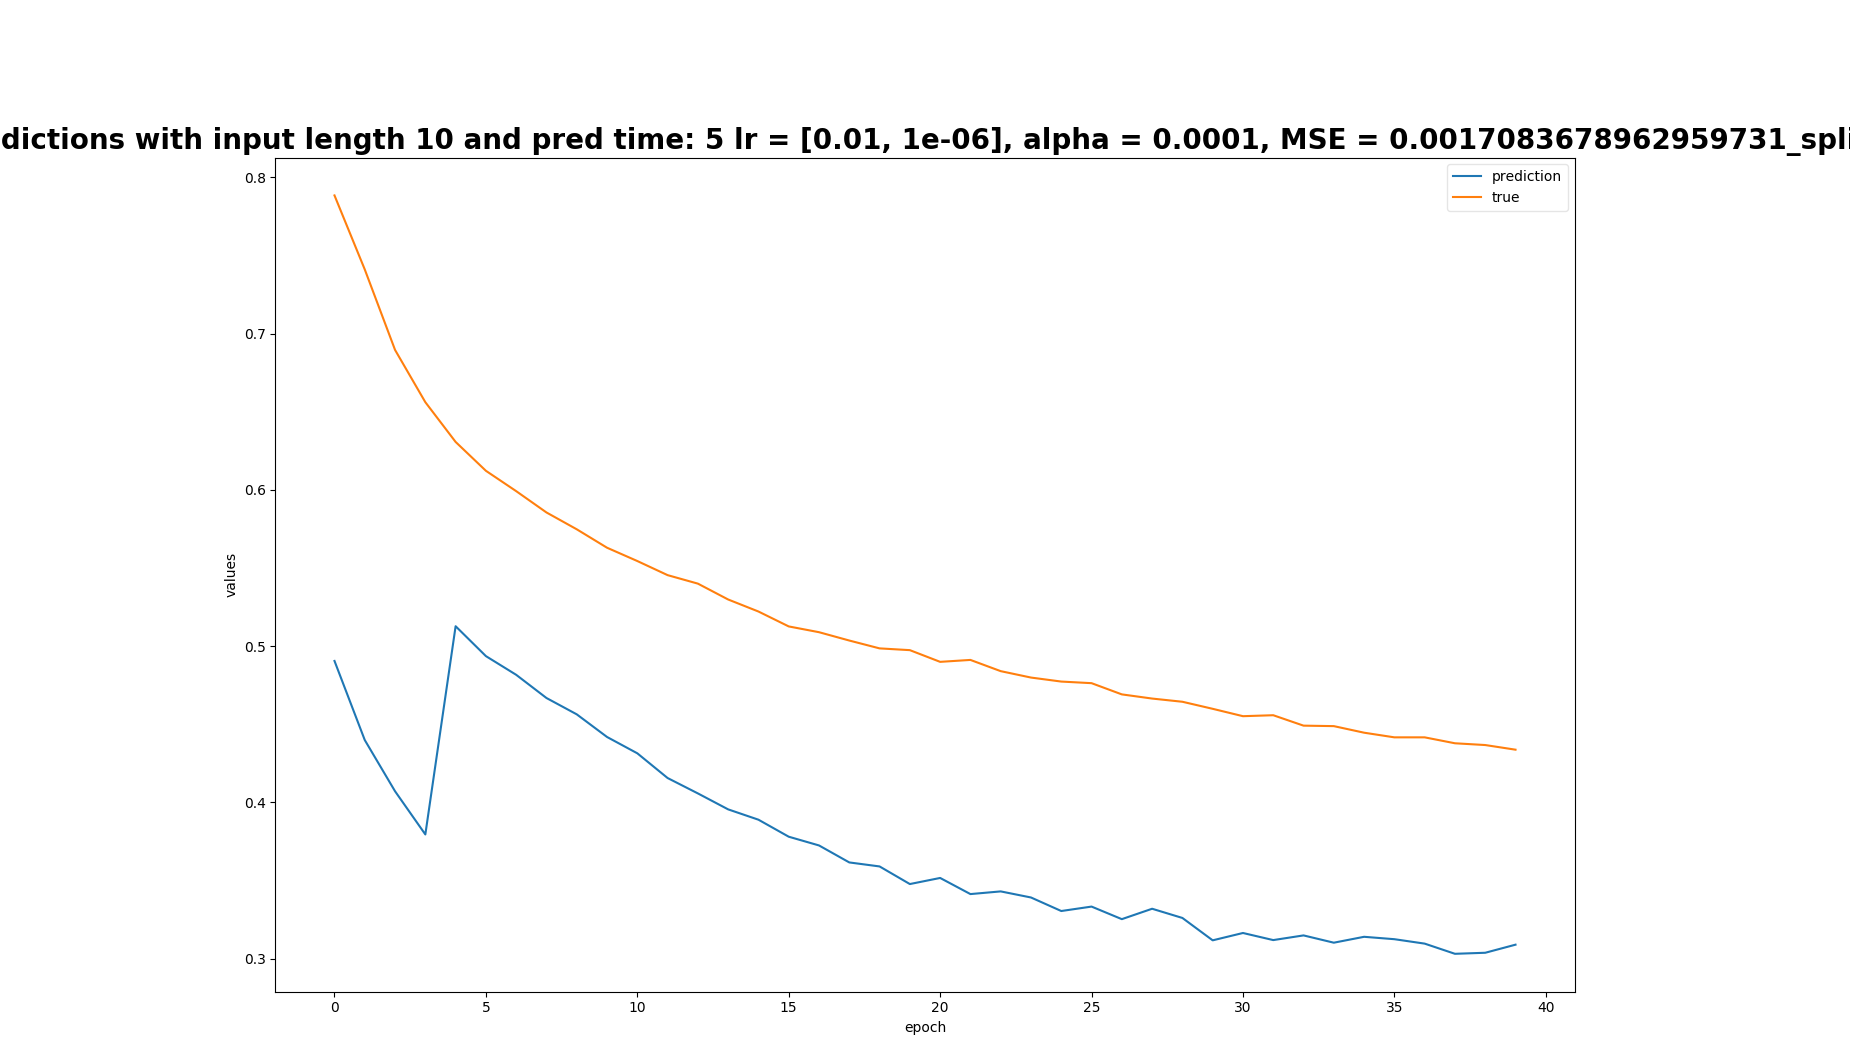 dictions with input length 10 and pred time: 5 lr = [0.01, 1e-06], alpha = 0.0001, MSE = 0.0017083678962959731_spli
prediction
true
0.8
0.7
0.6
0.5
0.4
0.3
values
0 5 10 15 20 25 30 35 40
epoch